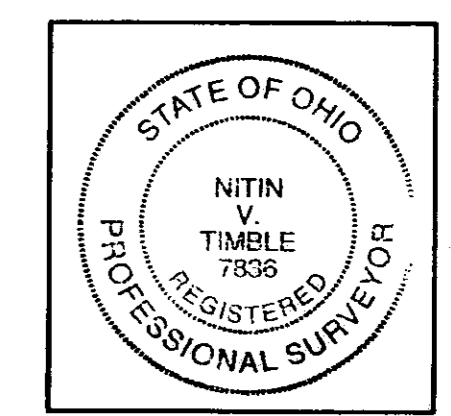 STATE OF OHIO
NITIN
V.
TIMBLE
7836
REGISTERED
PROFESSIONAL SURVEYOR